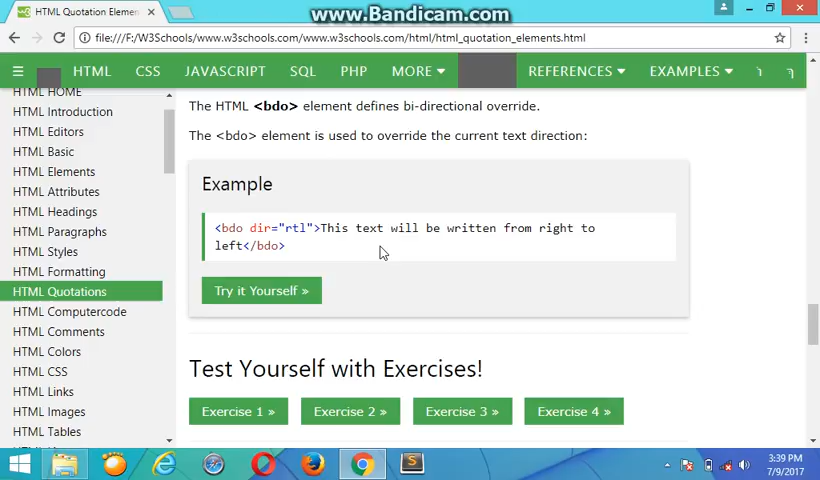 www.Bandicam.com
HTML Quotation Elemen
file:///F:/W3Schools/www.w3schools.com/www.w3schools.com/html/html_quotation_elements.html
HTML CSS JAVASCRIPT SQL PHP MORE REFERENCES EXAMPLES
HTML HOME
HTML Introduction
HTML Editors
HTML Basic
HTML Elements
HTML Attributes
HTML Headings
HTML Paragraphs
HTML Styles
HTML Formatting
HTML Quotations
HTML Computercode
HTML Comments
HTML Colors
HTML CSS
HTML Links
HTML Images
HTML Tables
The HTML <bdo> element defines bi-directional override.
The <bdo> element is used to override the current text direction:
Example
<bdo dir="rtl">This text will be written from right to
left</bdo>
Try it Yourself »
Test Yourself with Exercises!
Exercise 1 » Exercise 2 » Exercise 3 » Exercise 4 »
3:39 PM
7/9/2017